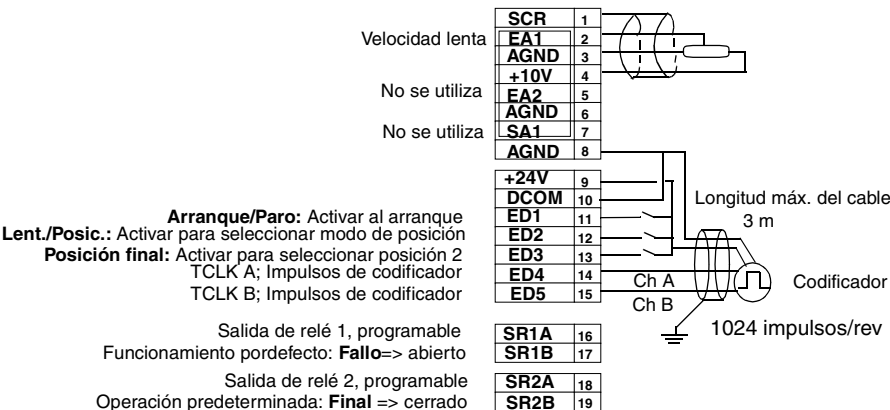 SCR 1
Velocidad lenta EA1 2
AGND 3
+10V 4
No se utiliza EA2 5
AGND 6
No se utiliza SA1 7
AGND 8
+24V 9
DCOM 10
Longitud máx. del cable
3 m
Arranque/Paro: Activar al arranque ED1 11
Lent./Posic.: Activar para seleccionar modo de posición ED2 12
Posición final: Activar para seleccionar posición 2 ED3 13
TCLK A; Impulsos de codificador ED4 14 Ch A Codificador
TCLK B; Impulsos de codificador ED5 15 Ch B
1024 impulsos/rev
Salida de relé 1, programable SR1A 16
Funcionamiento pordefecto: Fallo=> abierto SR1B 17
Salida de relé 2, programable SR2A 18
Operación predeterminada: Final => cerrado SR2B 19